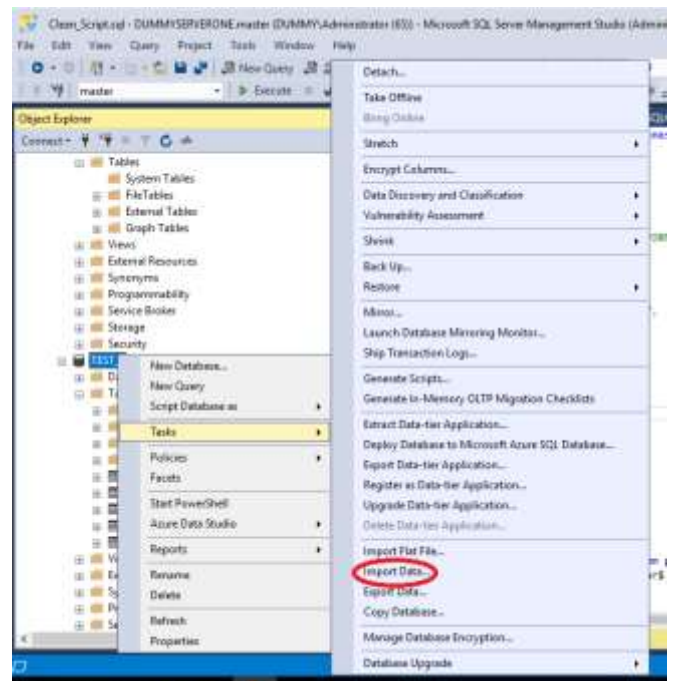 Clean_Script.sql - DUMMYSERVERONE.master (DUMMY\Administrator (65)) - Microsoft SQL Server Management Studio (Admin
File Edit View Query Project Tools Window Help
New Query
master Execute
Object Explorer
Connect
Tables
System Tables
FileTables
External Tables
Graph Tables
Views
External Resources
Synonyms
Programmability
Service Broker
Storage
Security
TEST
New Database...
New Query
Script Database as
Tasks
Policies
Facets
Start PowerShell
Azure Data Studio
Reports
Rename
Delete
Refresh
Properties
Detach...
Take Offline
Bring Online
Stretch
Encrypt Columns...
Data Discovery and Classification
Vulnerability Assessment
Shrink
Back Up...
Restore
Mirror...
Launch Database Mirroring Monitor...
Ship Transaction Logs...
Generate Scripts...
Generate In-Memory OLTP Migration Checklists
Extract Data-tier Application...
Deploy Database to Microsoft Azure SQL Database...
Export Data-tier Application...
Register as Data-tier Application...
Upgrade Data-tier Application...
Delete Data-tier Application...
Import Flat File...
Import Data...
Export Data...
Copy Database...
Manage Database Encryption...
Database Upgrade